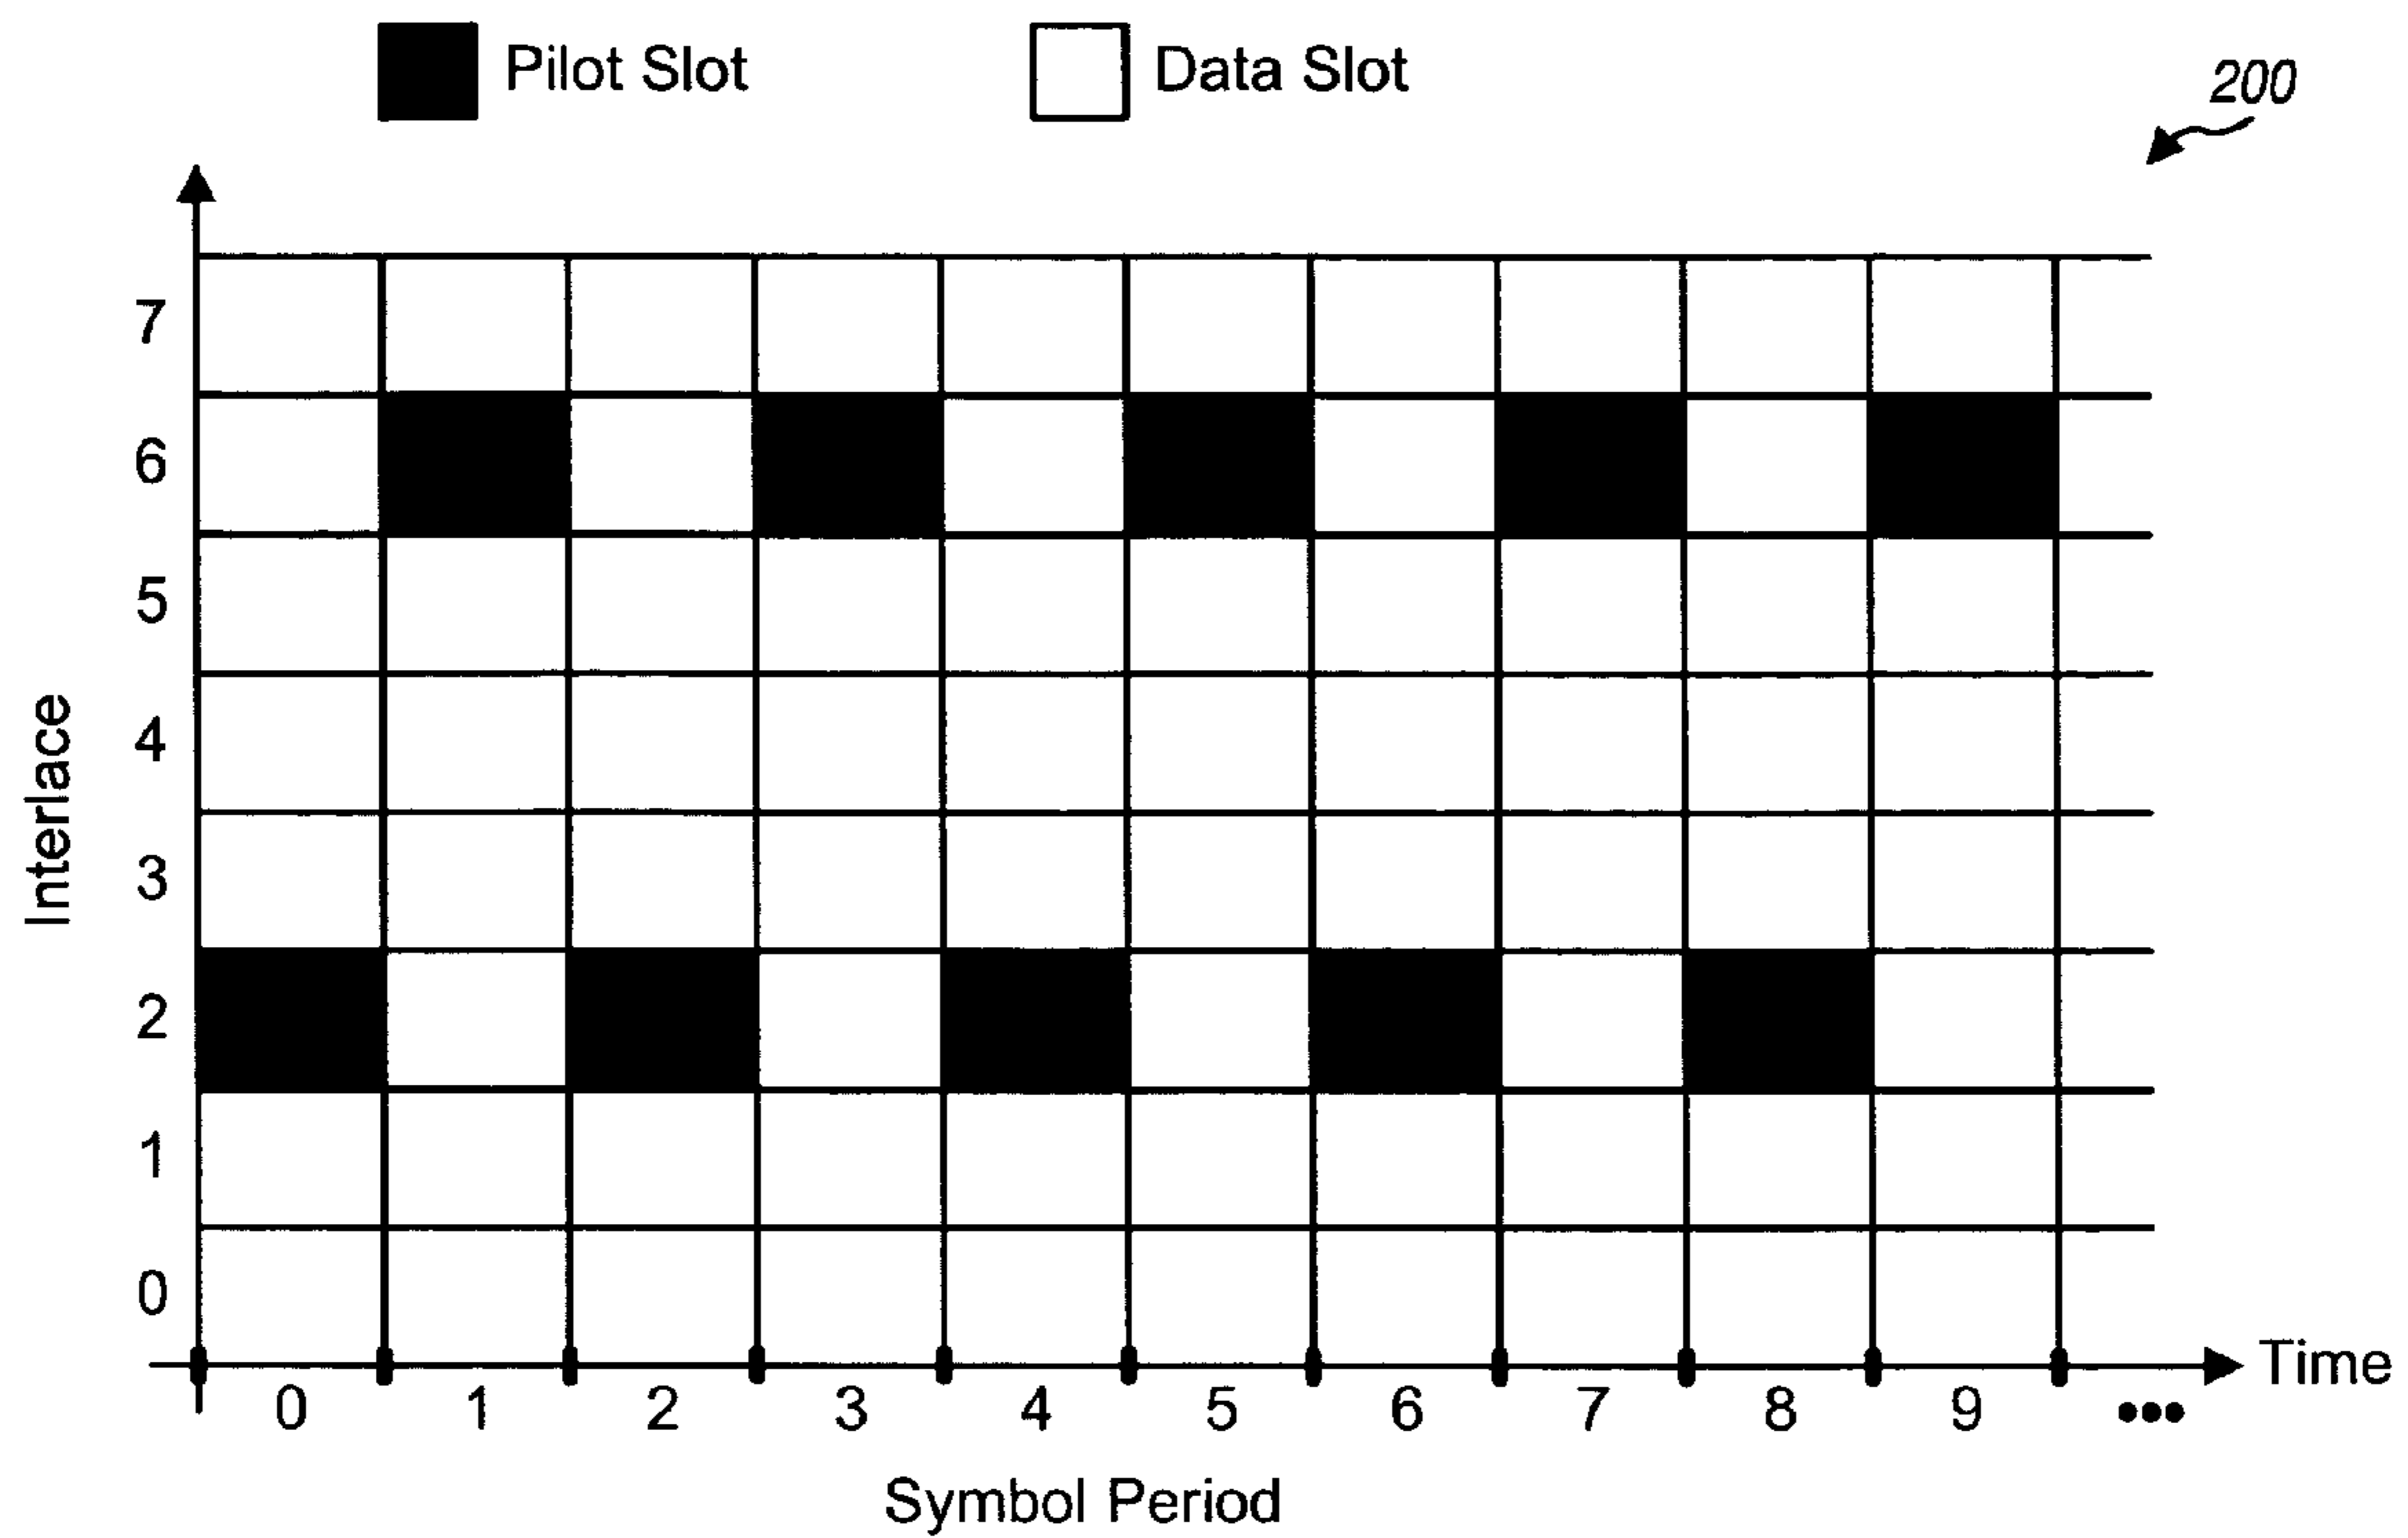 Pilot Slot
Data Slot
200
7
6
5
4
3
2
1
0
Interlace
Time
0 1 2 3 4 5 6 7 8 9 •••
Symbol Period